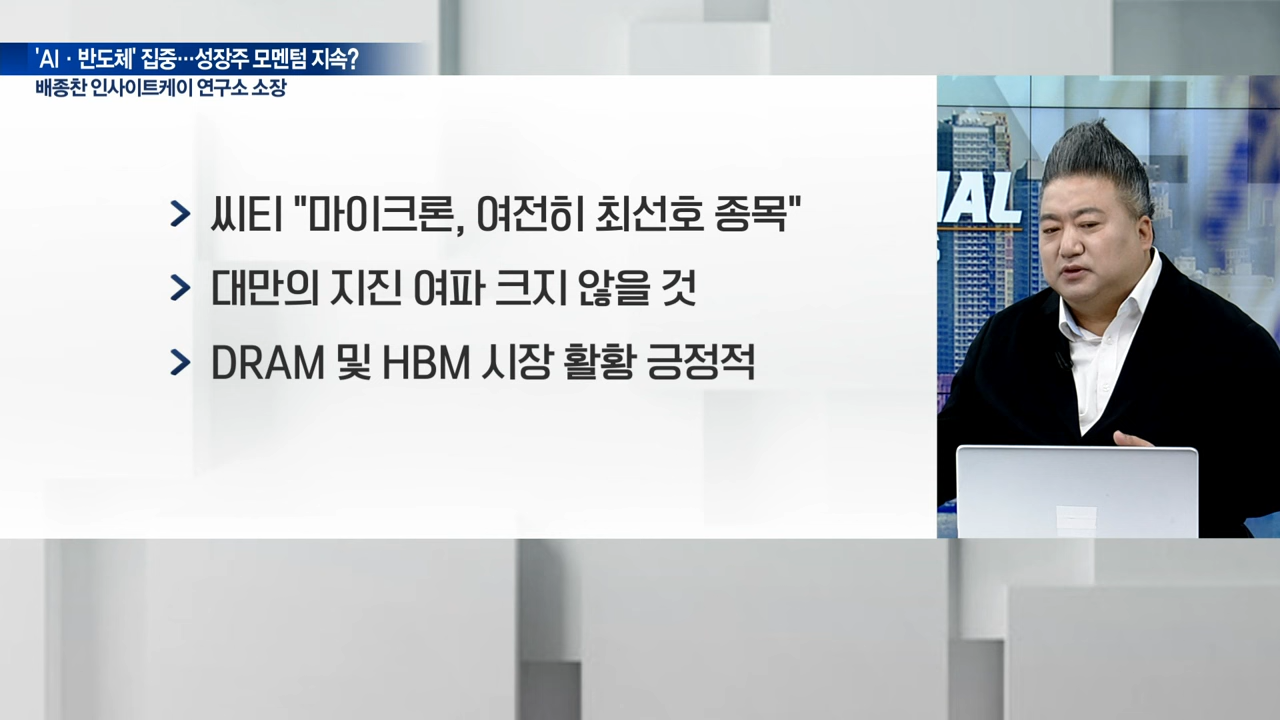 'AI · 반도체' 집중…성장주 모멘텀 지속?
배종찬 인사이트케이 연구소 소장
씨티 "마이크론, 여전히 최선호 종목"
대만의 지진 여파 크지 않을 것
DRAM 및 HBM 시장 활황 긍정적